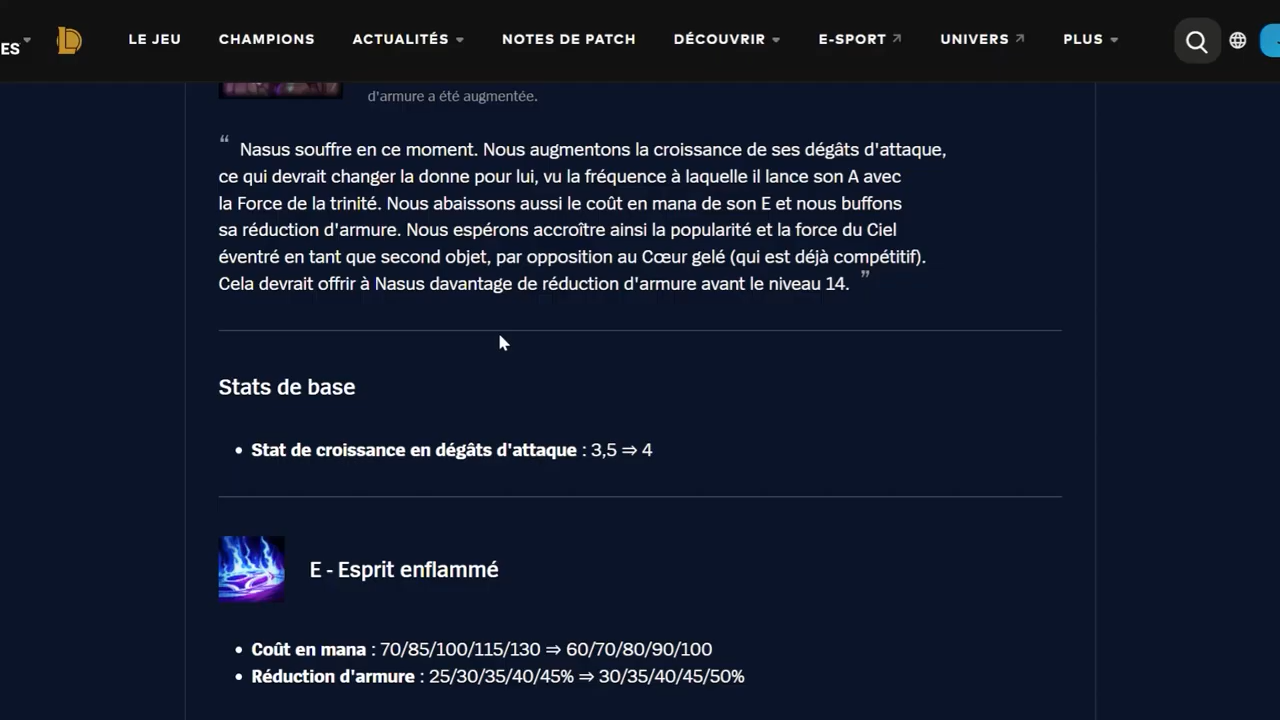 ES
LE JEU
CHAMPIONS
ACTUALITÉS
NOTES DE PATCH
DÉCOUVRIR
E-SPORT
UNIVERS
PLUS
d'armure a été augmentée.
“ Nasus souffre en ce moment. Nous augmentons la croissance de ses dégâts d'attaque,
ce qui devrait changer la donne pour lui, vu la fréquence à laquelle il lance son A avec
la Force de la trinité. Nous abaissons aussi le coût en mana de son E et nous buffons
sa réduction d'armure. Nous espérons accroître ainsi la popularité et la force du Ciel
éventré en tant que second objet, par opposition au Cœur gelé (qui est déjà compétitif).
Cela devrait offrir à Nasus davantage de réduction d'armure avant le niveau 14. ”
Stats de base
• Stat de croissance en dégâts d'attaque : 3,5 ⇒ 4
E - Esprit enflammé
• Coût en mana : 70/85/100/115/130 ⇒ 60/70/80/90/100
• Réduction d'armure : 25/30/35/40/45% ⇒ 30/35/40/45/50%